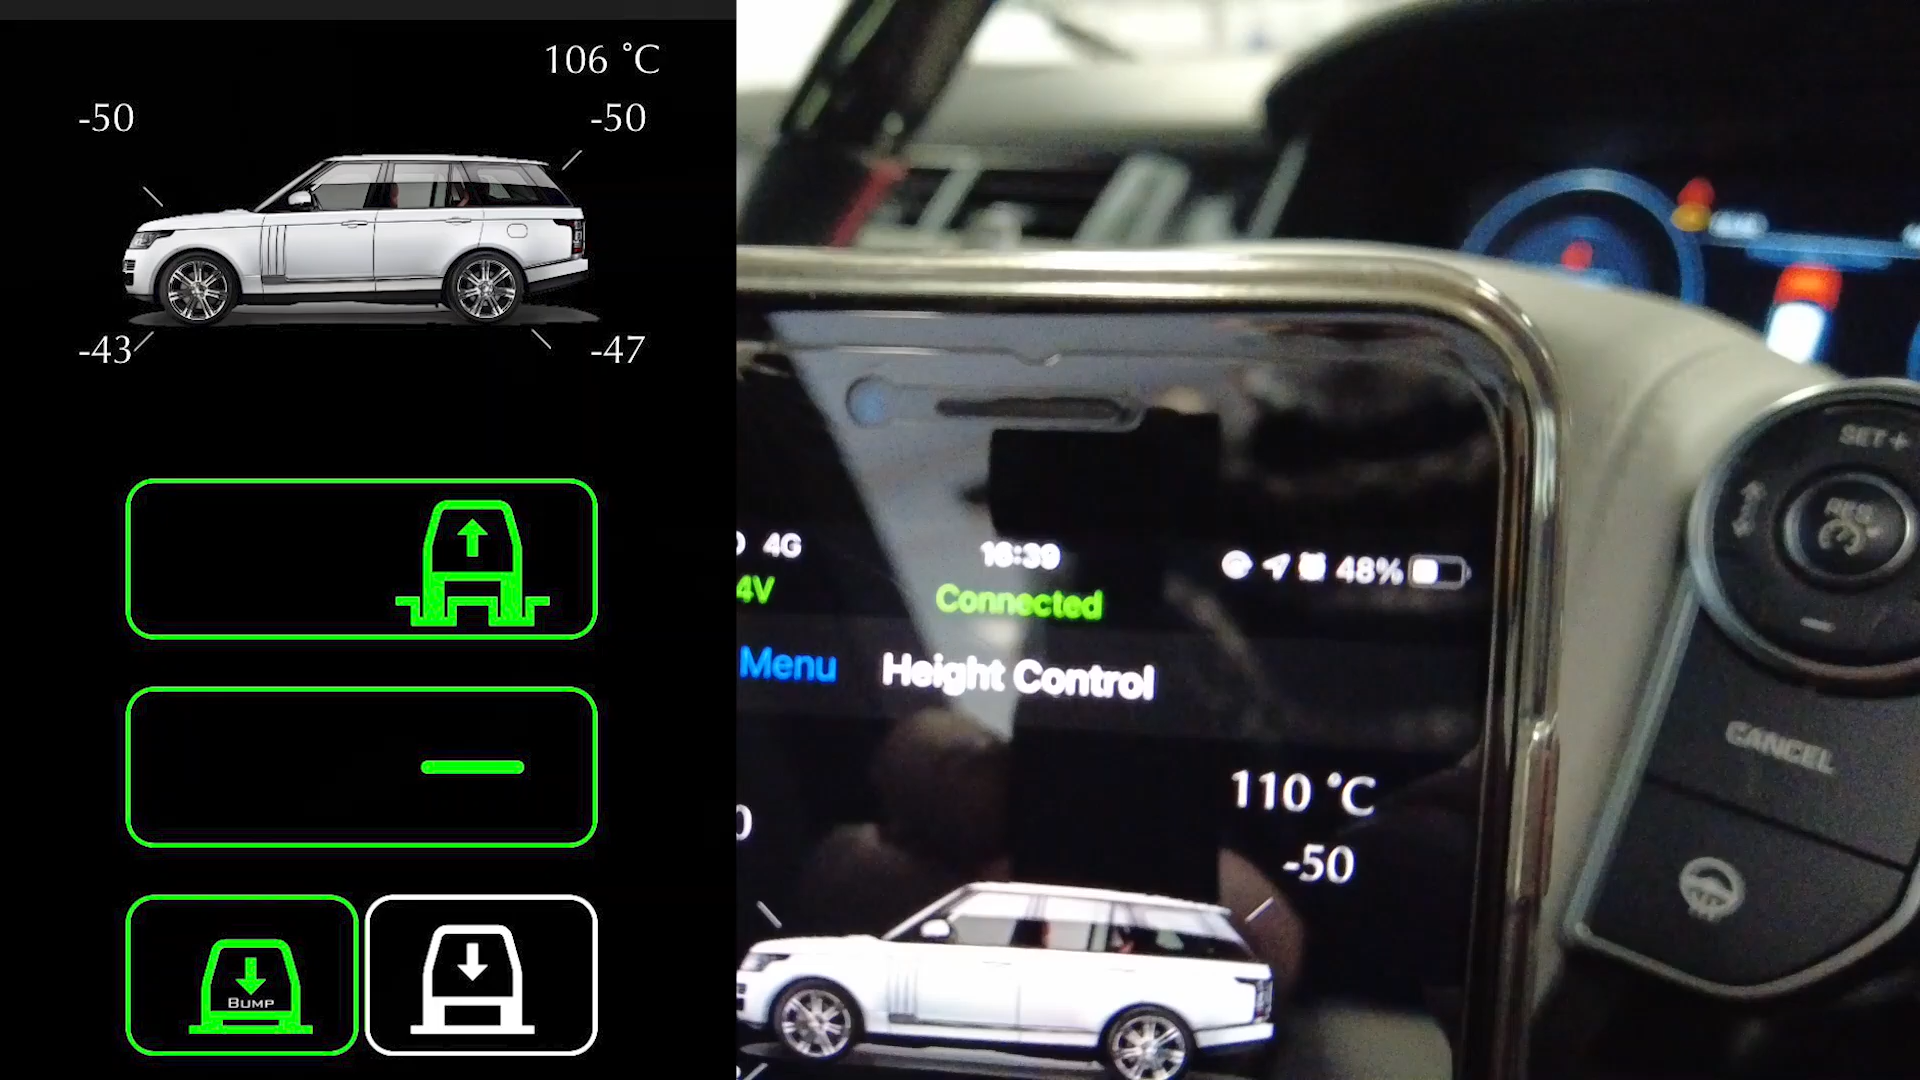 106 °C
-50
-50
-43
-47
BUMP
4G
16:39
48%
4V
Connected
Menu
Height Control
110 °C
-50
SET+
RES
CANCEL